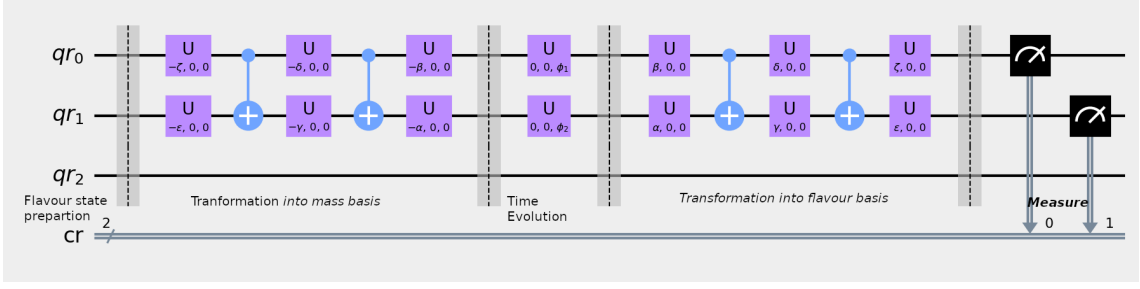 qr0 U −ζ, 0, 0 U −δ, 0, 0 U −β, 0, 0 U 0, 0, ϕ1 U β, 0, 0 U δ, 0, 0 U ζ, 0, 0
qr1 U −ε, 0, 0 U −γ, 0, 0 U −α, 0, 0 U 0, 0, ϕ2 U α, 0, 0 U γ, 0, 0 U ε, 0, 0
qr2
Flavour state
prepartion
Tranformation into mass basis
Time
Evolution
Transformation into flavour basis
Measure
cr 2 0 1